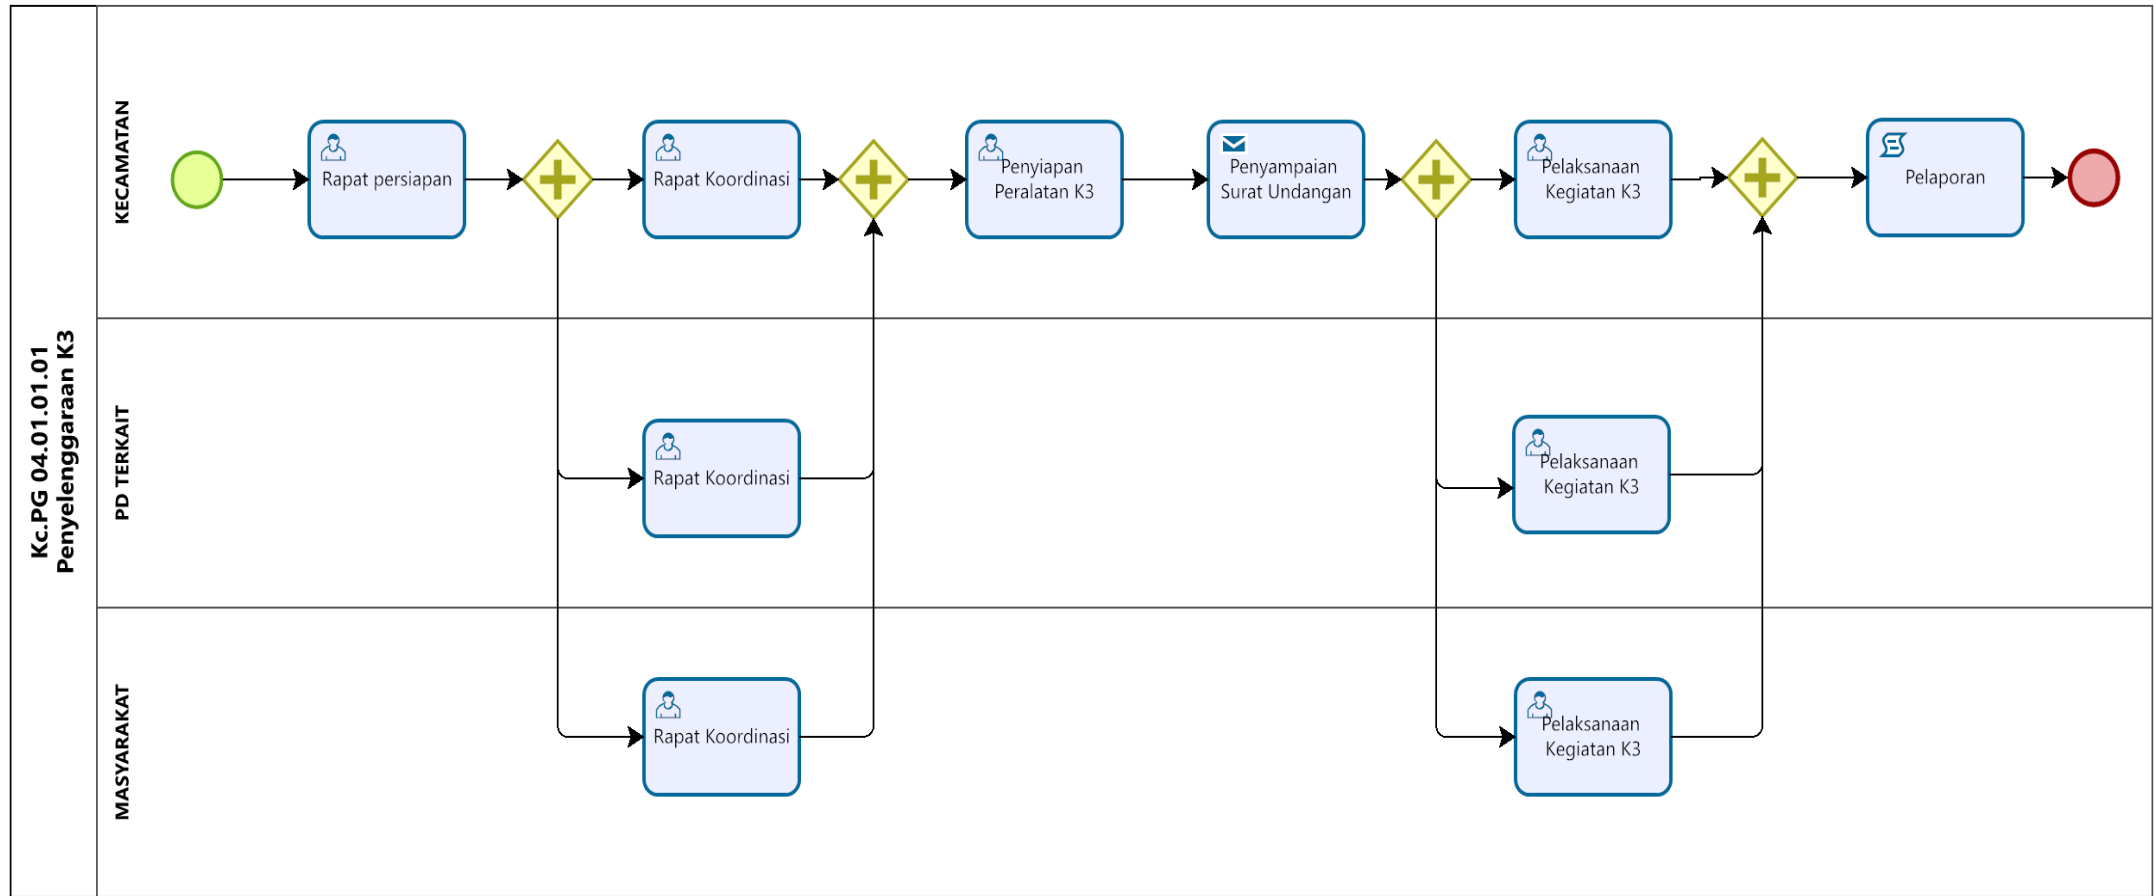 Kc.PG 04.01.01.01
Penyelenggaraan K3
KECAMATAN
Rapat persiapan
Rapat Koordinasi
Penyiapan
Peralatan K3
Penyampaian
Surat Undangan
Pelaksanaan
Kegiatan K3
Pelaporan
PD TERKAIT
Rapat Koordinasi
Pelaksanaan
Kegiatan K3
MASYARAKAT
Rapat Koordinasi
Pelaksanaan
Kegiatan K3